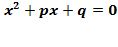 x² + px + q = 0